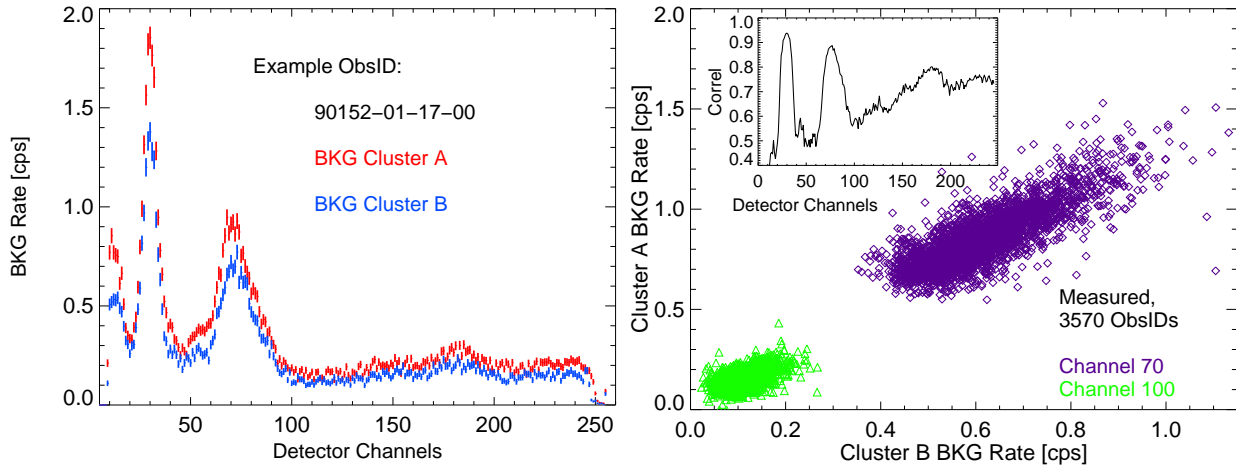 2.0
1.5
1.0
0.5
0.0
BKG Rate [cps]
Example ObsID:
90152−01−17−00
BKG Cluster A
BKG Cluster B
0
50
100
150
200
250
Detector Channels
2.0
1.5
1.0
0.5
0.0
Cluster A BKG Rate [cps]
1.0
0.9
0.8
0.7
0.6
0.5
0.4
Correl
0
50
100
150
200
Detector Channels
Measured,
3570 ObsIDs
Channel 70
Channel 100
0.0
0.2
0.4
0.6
0.8
1.0
Cluster B BKG Rate [cps]